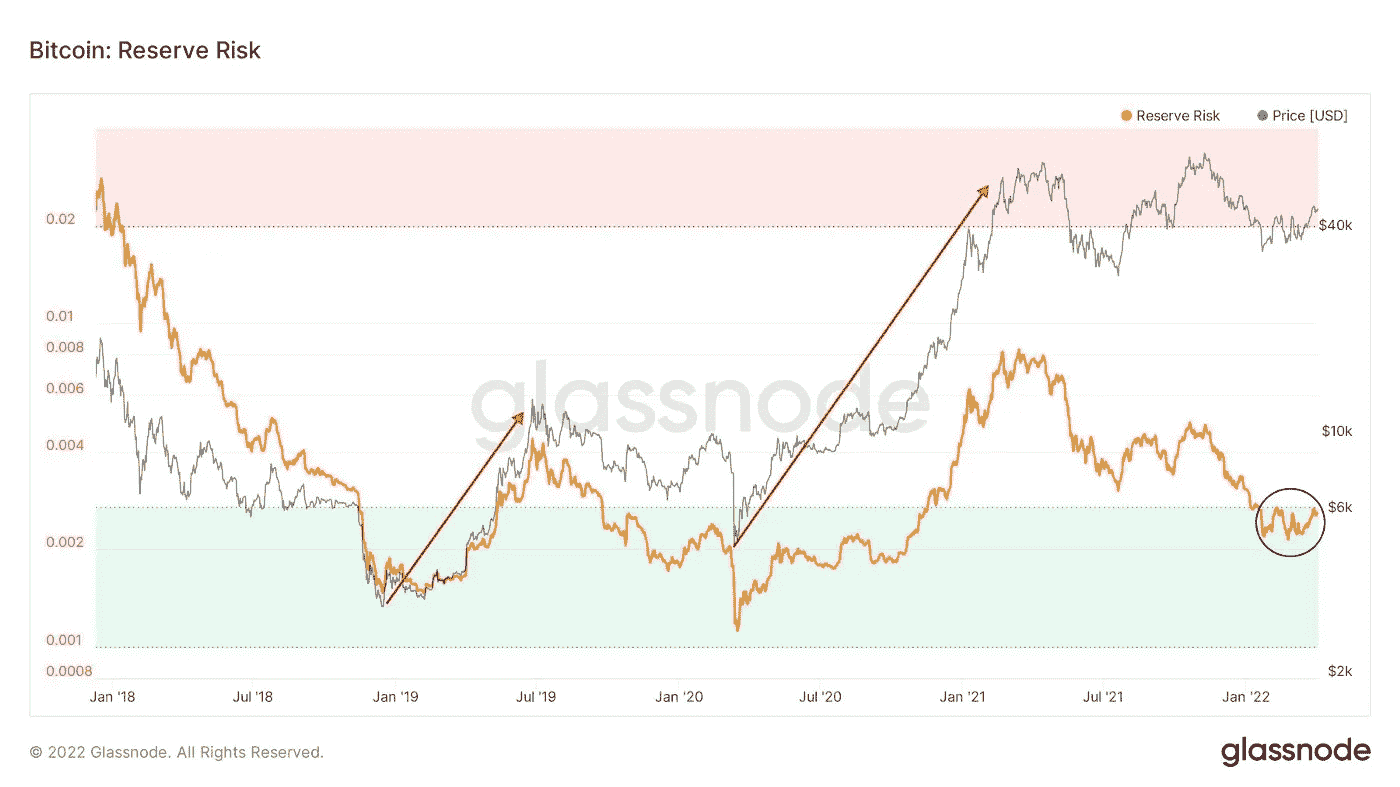 Bitcoin: Reserve Risk
Reserve Risk Price [USD]
0.02
0.01
0.008
0.006
0.004
0.002
0.001
0.0008
$40k
$10k
$6k
$2k
glassnode
Jan '18 Jul '18 Jan '19 Jul '19 Jan '20 Jul '20 Jan '21 Jul '21 Jan '22
© 2022 Glassnode. All Rights Reserved.
glassnode